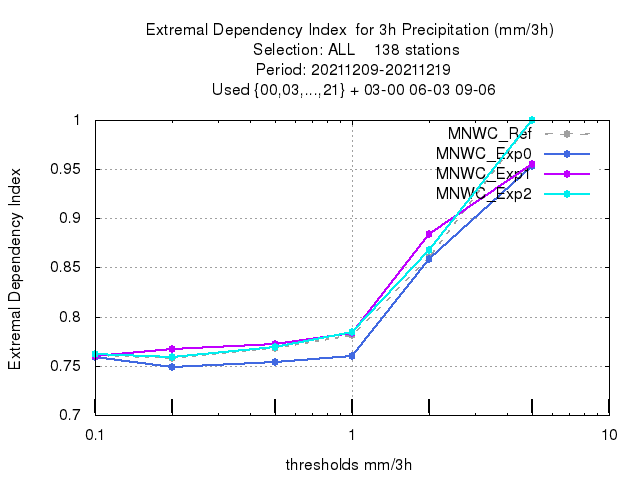 Extremal Dependency Index for 3h Precipitation (mm/3h)
Selection: ALL 138 stations
Period: 20211209-20211219
Used {00,03,...,21} + 03-00 06-03 09-06
MNWC_Ref
MNWC_Exp0
MNWC_Exp1
MNWC_Exp2
Extremal Dependency Index
1
0.95
0.9
0.85
0.8
0.75
0.7
0.1
1
10
thresholds mm/3h